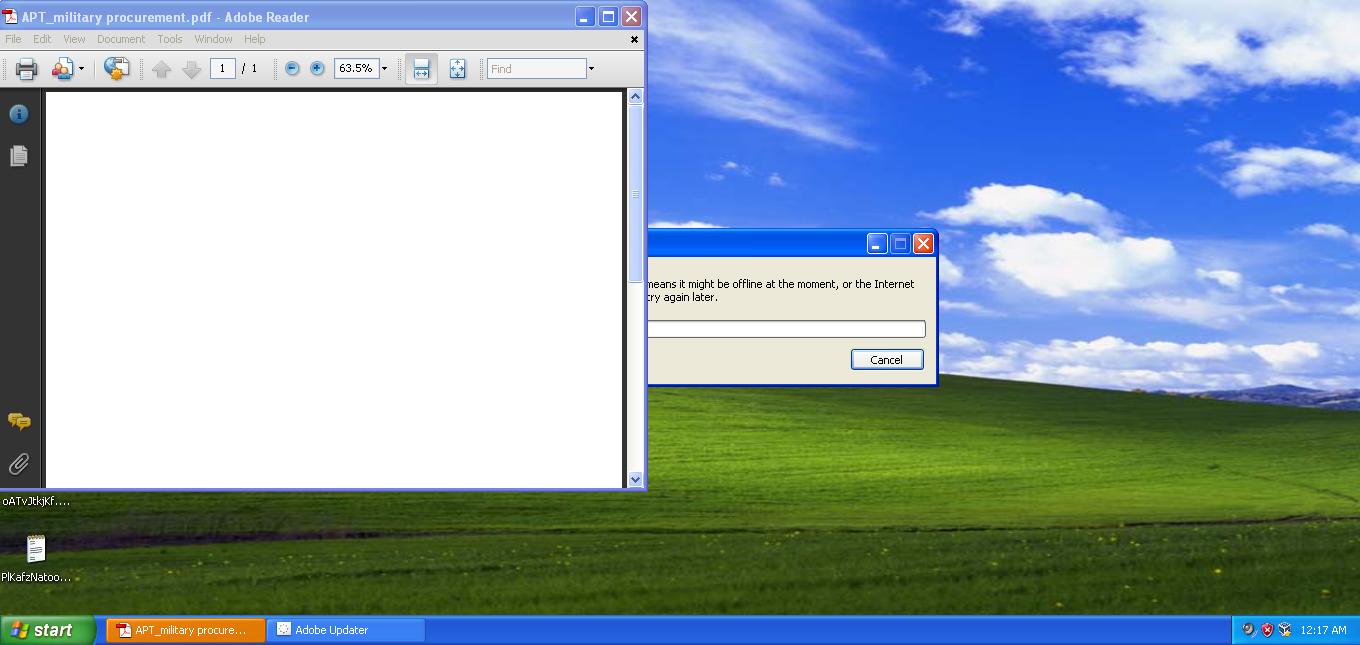 APT_military procurement.pdf - Adobe Reader
File Edit View Document Tools Window Help
1 / 1 63.5% Find
means it might be offline at the moment, or the Internet
try again later.
Cancel
oATvJtkjKf....
PlKafzNatoo...
start APT_military procure... Adobe Updater 12:17 AM